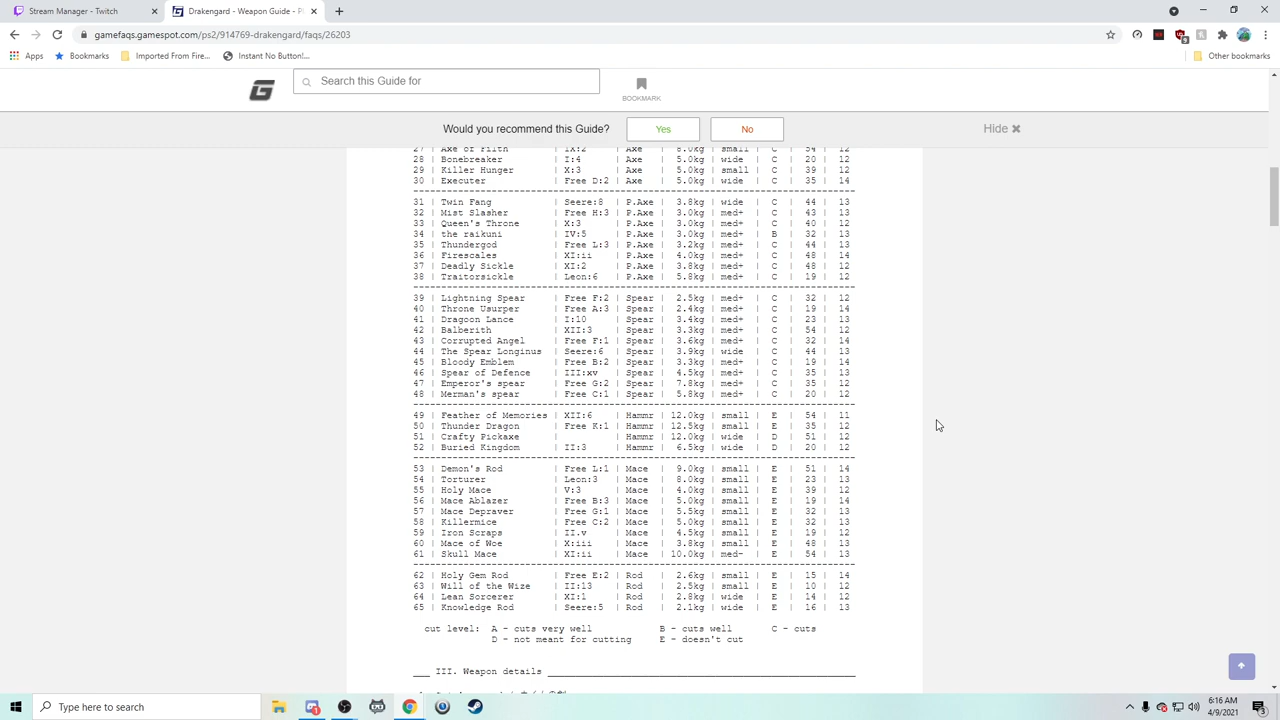 Stream Manager - Twitch
Drakengard - Weapon Guide - Pl
gamefaqs.gamespot.com/ps2/914769-drakengard/faqs/26203
Apps Bookmarks Imported From Fire... Instant No Button!... Other bookmarks
G Search this Guide for BOOKMARK
Would you recommend this Guide? Yes No Hide ✖
27 | Axe of Filth | IX:2 | Axe | 6.0kg | small | C | 54 | 12
28 | Bonebreaker | I:4 | Axe | 5.0kg | wide | C | 20 | 12
29 | Killer Hunger | X:3 | Axe | 5.0kg | small | C | 39 | 12
30 | Executer | Free D:2 | Axe | 5.0kg | wide | C | 35 | 14
31 | Twin Fang | Seere:8 | P.Axe | 3.8kg | wide | C | 44 | 13
32 | Mist Slasher | Free H:3 | P.Axe | 3.0kg | med+ | C | 43 | 13
33 | Queen's Throne | X:3 | P.Axe | 3.0kg | med+ | C | 40 | 12
34 | the raikuni | IV:5 | P.Axe | 3.0kg | med+ | B | 32 | 13
35 | Thundergod | Free L:3 | P.Axe | 3.2kg | med+ | C | 44 | 13
36 | Firescales | XI:ii | P.Axe | 4.0kg | med+ | C | 48 | 14
37 | Deadly Sickle | XI:2 | P.Axe | 3.8kg | med+ | C | 48 | 12
38 | Traitorsickle | Leon:6 | P.Axe | 5.8kg | med+ | C | 19 | 12
39 | Lightning Spear | Free F:2 | Spear | 2.5kg | med+ | C | 32 | 12
40 | Throne Usurper | Free A:3 | Spear | 2.4kg | med+ | C | 19 | 14
41 | Dragoon Lance | I:10 | Spear | 3.4kg | med+ | C | 23 | 13
42 | Balberith | XII:3 | Spear | 3.3kg | med+ | C | 54 | 12
43 | Corrupted Angel | Free F:1 | Spear | 3.6kg | med+ | C | 32 | 14
44 | The Spear Longinus | Seere:6 | Spear | 3.9kg | wide | C | 44 | 13
45 | Bloody Emblem | Free B:2 | Spear | 3.3kg | med+ | C | 19 | 14
46 | Spear of Defence | III:xv | Spear | 4.5kg | med+ | C | 35 | 13
47 | Emperor's spear | Free G:2 | Spear | 7.8kg | med+ | C | 35 | 12
48 | Merman's spear | Free C:1 | Spear | 5.8kg | med+ | C | 20 | 12
49 | Feather of Memories | XII:6 | Hammr | 12.0kg | small | E | 54 | 11
50 | Thunder Dragon | Free K:1 | Hammr | 12.5kg | small | E | 35 | 12
51 | Crafty Pickaxe | | Hammr | 12.0kg | wide | D | 51 | 12
52 | Buried Kingdom | II:3 | Hammr | 6.5kg | wide | D | 20 | 12
53 | Demon's Rod | Free L:1 | Mace | 9.0kg | small | E | 51 | 14
54 | Torturer | Leon:3 | Mace | 8.0kg | small | E | 23 | 13
55 | Holy Mace | V:3 | Mace | 4.0kg | small | E | 39 | 12
56 | Mace Ablazer | Free B:3 | Mace | 5.0kg | small | E | 19 | 14
57 | Mace Depraver | Free G:1 | Mace | 5.5kg | small | E | 32 | 13
58 | Killermice | Free C:2 | Mace | 5.0kg | small | E | 32 | 13
59 | Iron Scraps | II.v | Mace | 4.5kg | small | E | 19 | 12
60 | Mace of Woe | X:iii | Mace | 3.8kg | small | E | 48 | 13
61 | Skull Mace | XI:ii | Mace | 10.0kg | med- | E | 54 | 13
62 | Holy Gem Rod | Free E:2 | Rod | 2.6kg | small | E | 15 | 14
63 | Will of the Wize | II:13 | Rod | 2.5kg | small | E | 10 | 12
64 | Lean Sorcerer | XI:1 | Rod | 2.8kg | wide | E | 14 | 12
65 | Knowledge Rod | Seere:5 | Rod | 2.1kg | wide | E | 16 | 13
cut level: A - cuts very well B - cuts well C - cuts
D - not meant for cutting E - doesn't cut
___ III. Weapon details ___
Type here to search
6:16 AM
4/9/2021